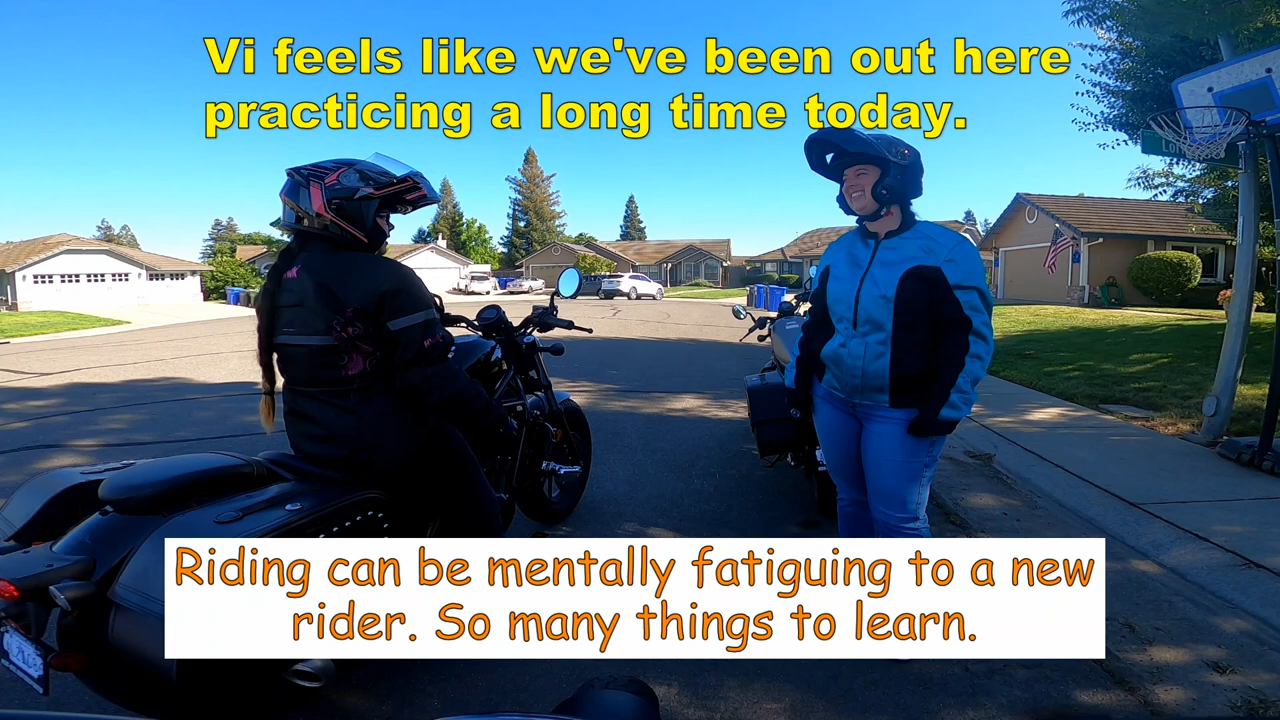 Vi feels like we've been out here
practicing a long time today.
Riding can be mentally fatiguing to a new
rider. So many things to learn.